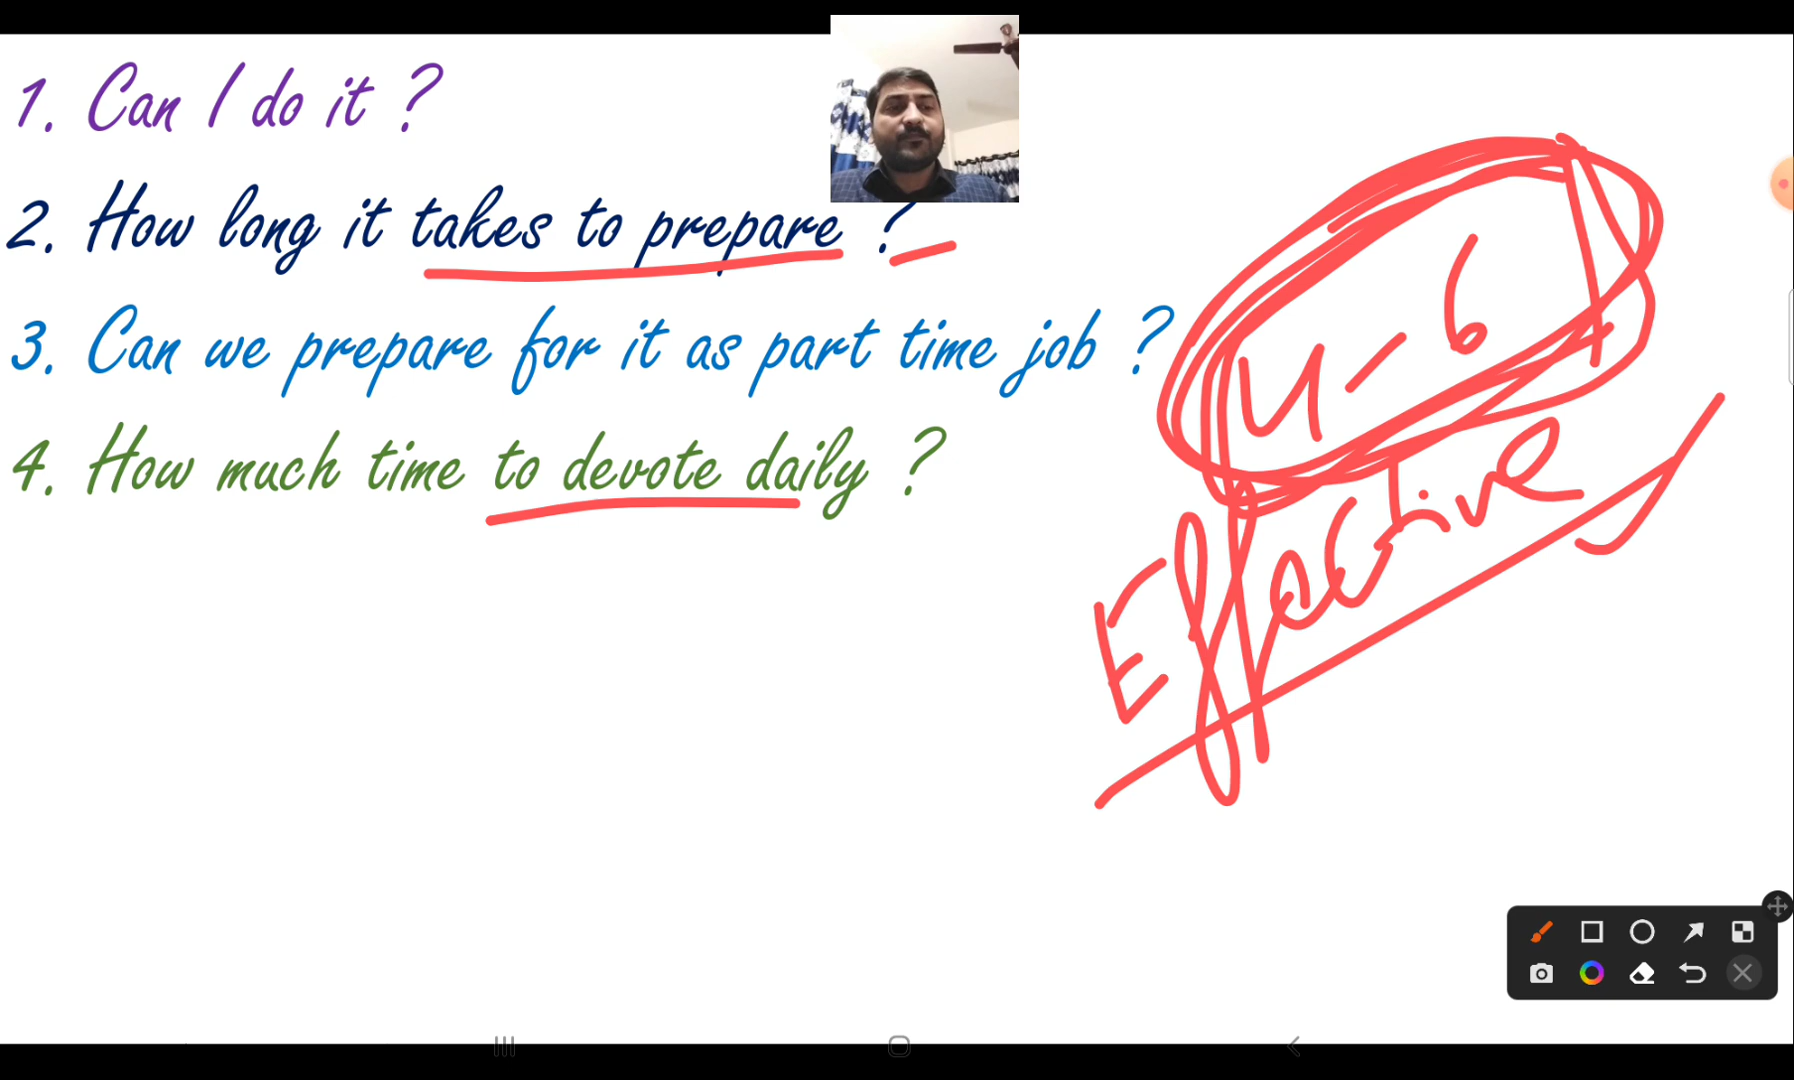 1. Can I do it ?
2. How long it takes to prepare ?
3. Can we prepare for it as part time job ?
4. How much time to devote daily ?
4-6
Effective